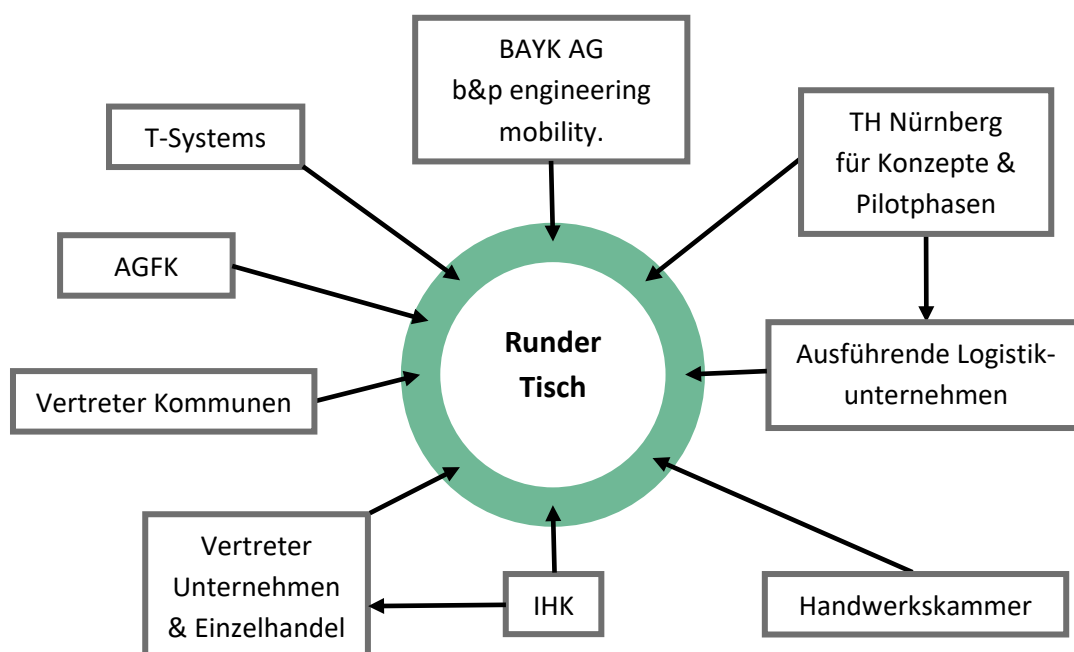 BAYK AG
b&p engineering
mobility.
T-Systems
TH Nürnberg
für Konzepte &
Pilotphasen
AGFK
Runder
Tisch
Ausführende Logistik-
unternehmen
Vertreter Kommunen
Vertreter
Unternehmen
& Einzelhandel
IHK
Handwerkskammer